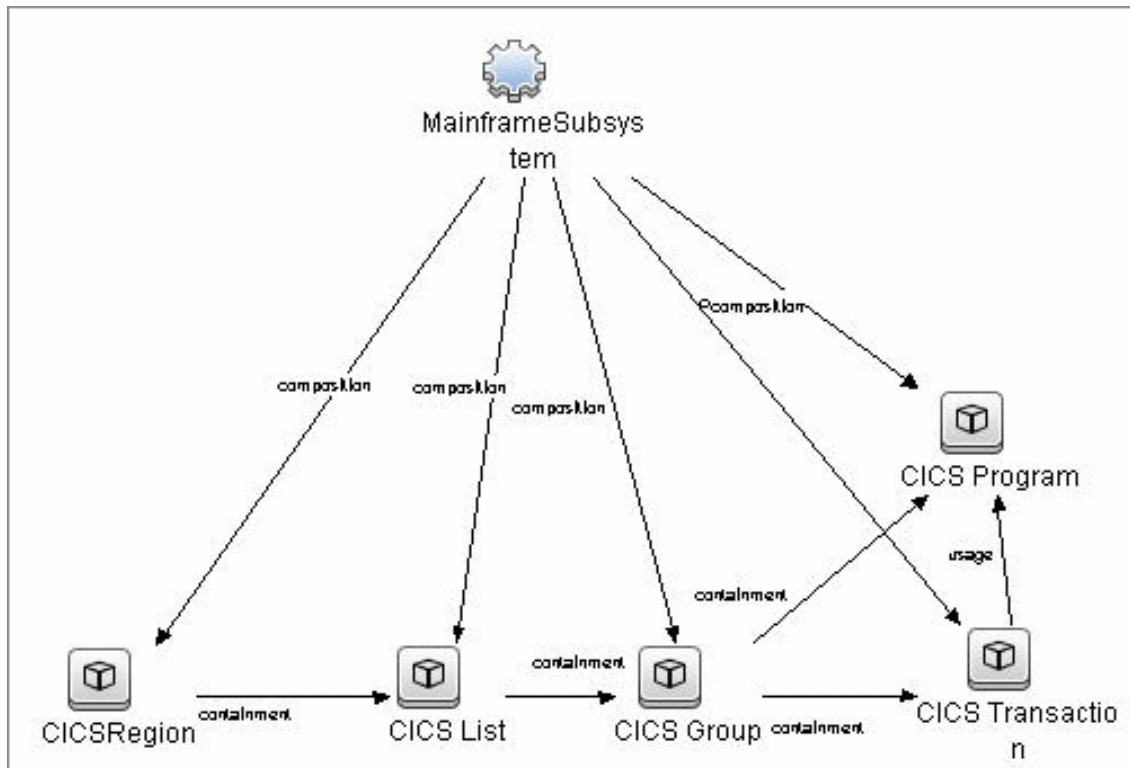 MainframeSubsys
tem
Pcomposition
composition
composition
composition
CICS Program
usage
containment
containment
containment
containment
CICSRegion
CICS List
CICS Group
CICS Transactio
n